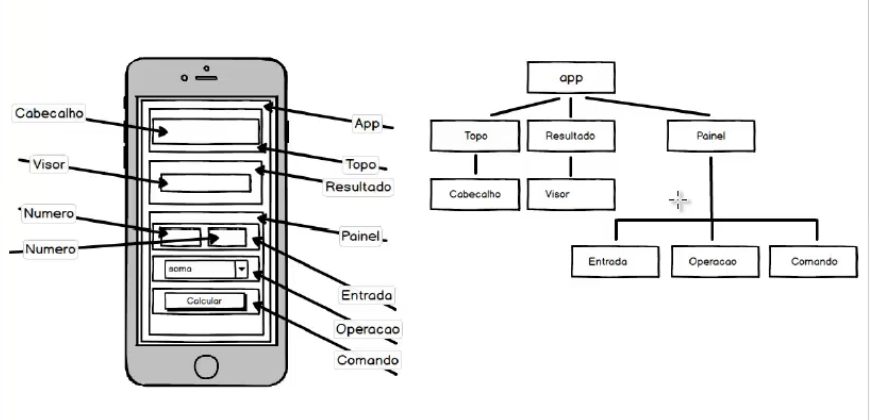 Cabecalho
App
Visor
Topo
Resultado
Numero
Painel
Numero
soma
Entrada
Calcular
Operacao
Comando
app
Topo
Resultado
Painel
Cabecalho
Visor
Entrada
Operacao
Comando